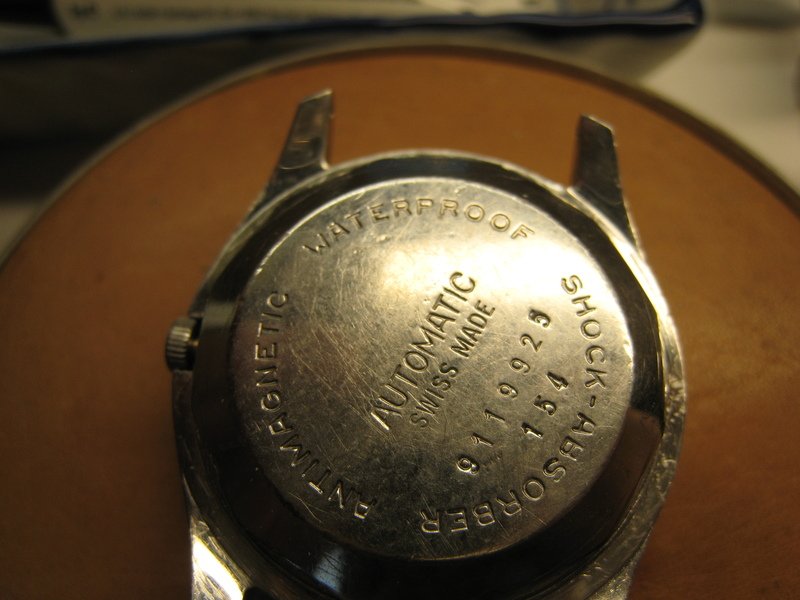 WATERPROOF
SHOCK-ABSORBER
ANTIMAGNETIC
AUTOMATIC
SWISS MADE
9119925
154